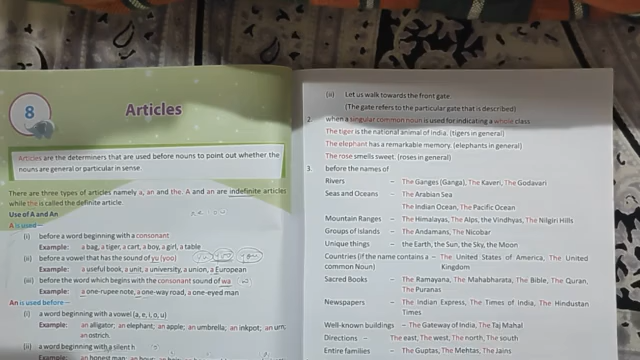 8
Articles
Articles are the determiners that are used before nouns to point out whether the
nouns are general or particular in sense
There are three types of articles namely a, an and the. A and an are indefinite articles
while the is called the definite article.
Use of A and An
A is used –
(i) before a word beginning with a consonant
Example: a bag, a tiger, a cart, a boy, a girl, a table
(ii) before a vowel that has the sound of yu (yoo)
Example: a useful book, a unit, a university, a union, a European
(iii) before the word which begins with the consonant sound of wa
Example: a one-rupee note, a one-way road, a one-eyed man
An is used before –
(i) a word beginning with a vowel (a, e, i, o, u)
Example: an alligator; an elephant; an apple; an umbrella; an inkpot; an urn;
an ostrich.
(ii) a word beginning with a silent h
Example: an honest man; an
(ii) Let us walk towards the front gate.
(The gate refers to the particular gate that is described)
2. when a singular common noun is used for indicating a whole class
The tiger is the national animal of India. (tigers in general)
The elephant has a remarkable memory. (elephants in general)
The rose smells sweet. (roses in general)
3. before the names of
Rivers – The Ganges (Ganga), The Kaveri, The Godavari
Seas and Oceans – The Arabian Sea
The Indian Ocean, The Pacific Ocean
Mountain Ranges – The Himalayas, The Alps, the Vindhyas, The Nilgiri Hills
Groups of Islands – The Andamans, The Nicobar
Unique things – the Earth, the Sun, the Sky, the Moon
Countries (if the name contains a – The United States of America, The United
common Noun) Kingdom
Sacred Books – The Ramayana, The Mahabharata, The Bible, The Quran,
The Puranas
Newspapers – The Indian Express, The Times of India, The Hindustan
Times
Well-known buildings – The Gateway of India, The Taj Mahal
Directions – The east, The west, The north, The south
Entire families – The Guptas, The Mehtas, The Jains